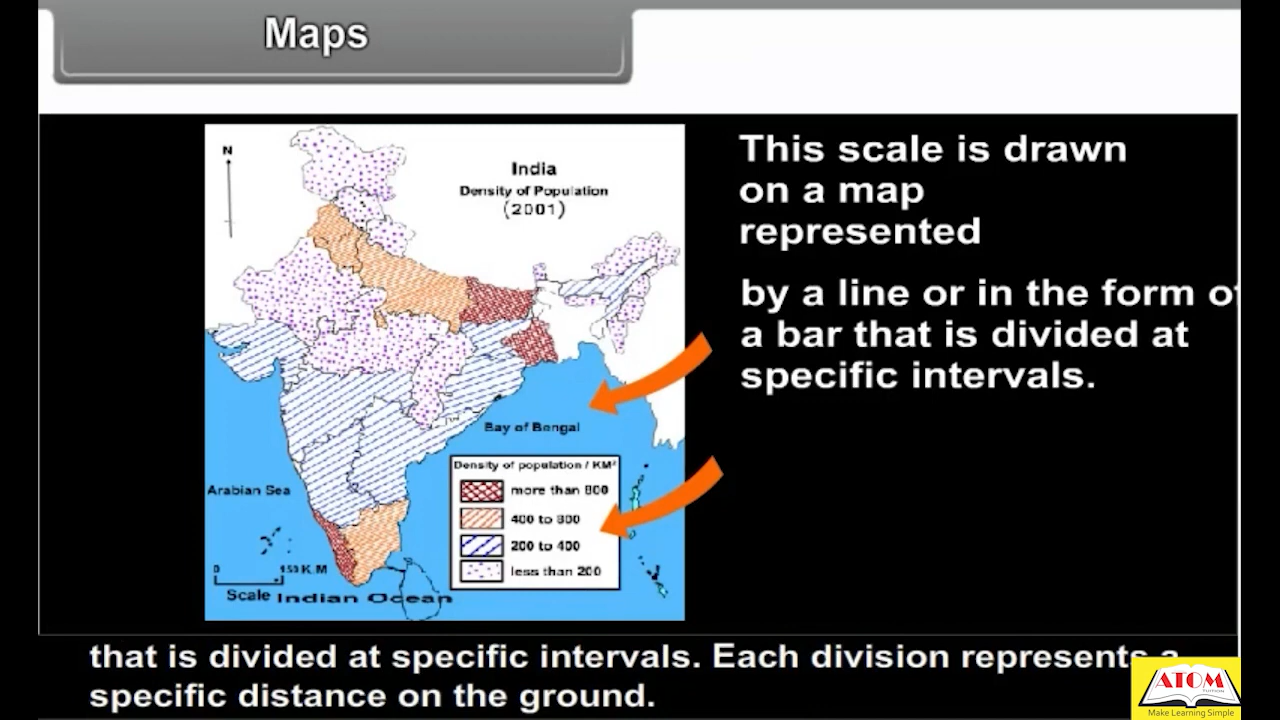 Maps
This scale is drawn
on a map
represented
by a line or in the form of
a bar that is divided at
specific intervals.
N
India
Density of Population
(2001)
Bay of Bengal
Arabian Sea
Density of population / KM²
more than 800
400 to 800
200 to 400
less than 200
0 150 K.M
Scale
Indian Ocean
that is divided at specific intervals. Each division represents a
specific distance on the ground.
ATOM
TUITION
Make Learning Simple